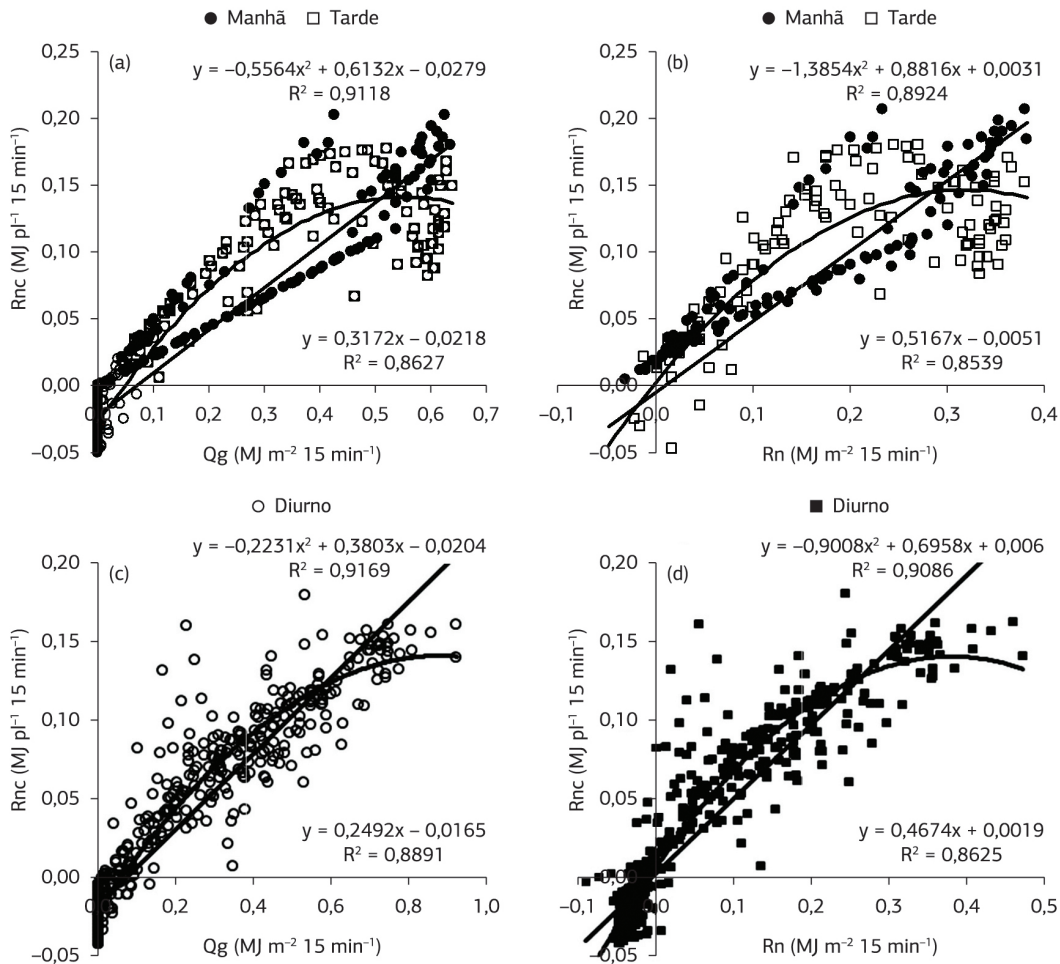 ● Manhã □ Tarde
(a)
y = –0,5564x² + 0,6132x – 0,0279
R² = 0,9118
y = 0,3172x – 0,0218
R² = 0,8627
0,25
0,20
0,15
0,10
0,05
0,00
–0,05
0,0 0,1 0,2 0,3 0,4 0,5 0,6 0,7
Rnc (MJ pl⁻¹ 15 min⁻¹)
Qg (MJ m⁻² 15 min⁻¹)
● Manhã □ Tarde
(b)
y = –1,3854x² + 0,8816x + 0,0031
R² = 0,8924
y = 0,5167x – 0,0051
R² = 0,8539
0,25
0,20
0,15
0,10
0,05
0,00
–0,05
–0,1 0,0 0,1 0,2 0,3 0,4
Rnc (MJ pl⁻¹ 15 min⁻¹)
Rn (MJ m⁻² 15 min⁻¹)
○ Diurno
(c)
y = –0,2231x² + 0,3803x – 0,0204
R² = 0,9169
y = 0,2492x – 0,0165
R² = 0,8891
0,20
0,15
0,10
0,05
0,00
–0,05
0,0 0,2 0,4 0,6 0,8 1,0
Rnc (MJ pl⁻¹ 15 min⁻¹)
Qg (MJ m⁻² 15 min⁻¹)
■ Diurno
(d)
y = –0,9008x² + 0,6958x + 0,006
R² = 0,9086
y = 0,4674x + 0,0019
R² = 0,8625
0,20
0,15
0,10
0,05
0,00
–0,05
–0,1 0,0 0,1 0,2 0,3 0,4 0,5
Rnc (MJ pl⁻¹ 15 min⁻¹)
Rn (MJ m⁻² 15 min⁻¹)